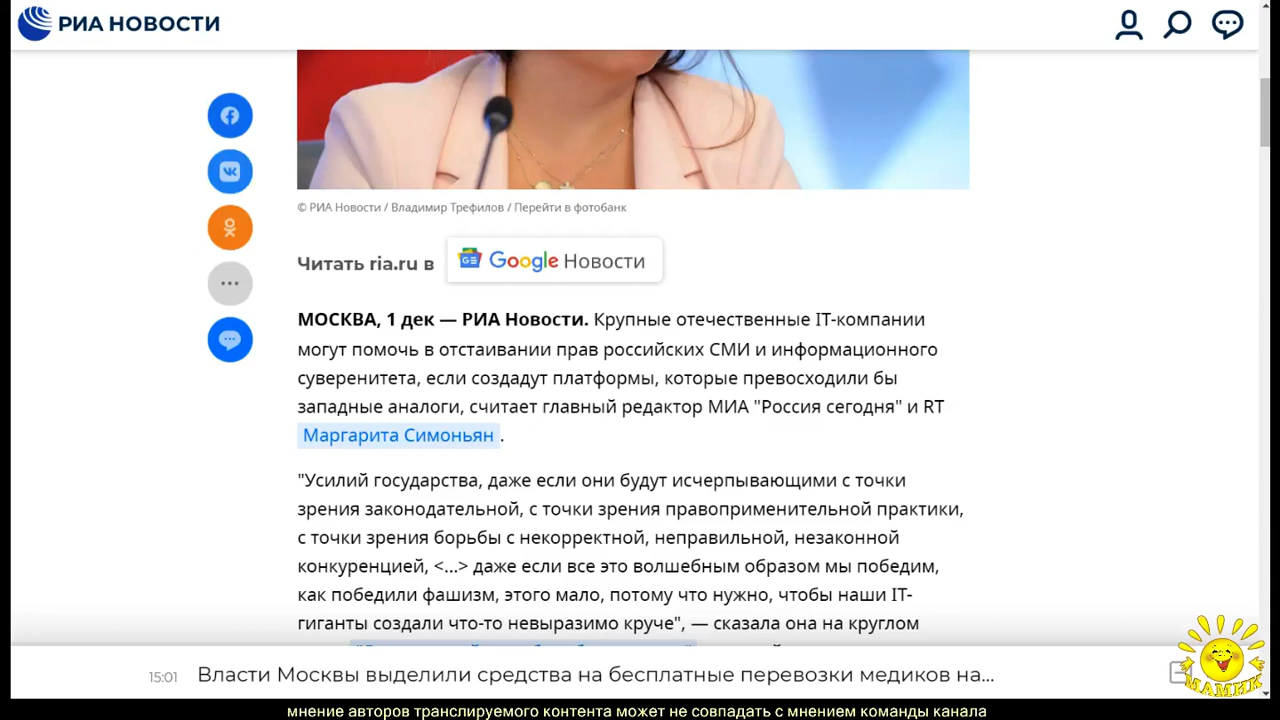 РИА НОВОСТИ
© РИА Новости / Владимир Трефилов / Перейти в фотобанк
Читать ria.ru в
GE Google Новости
МОСКВА, 1 дек — РИА Новости. Крупные отечественные IT-компании
могут помочь в отстаивании прав российских СМИ и информационного
суверенитета, если создадут платформы, которые превосходили бы
западные аналоги, считает главный редактор МИА "Россия сегодня" и RT
Маргарита Симоньян .
"Усилий государства, даже если они будут исчерпывающими с точки
зрения законодательной, с точки зрения правоприменительной практики,
с точки зрения борьбы с некорректной, неправильной, незаконной
конкуренцией, <...> даже если все это волшебным образом мы победим,
как победили фашизм, этого мало, потому что нужно, чтобы наши IT-
гиганты создали что-то невыразимо круче", — сказала она на круглом
15:01 Власти Москвы выделили средства на бесплатные перевозки медиков на...
МАМИК
мнение авторов транслируемого контента может не совпадать с мнением команды канала